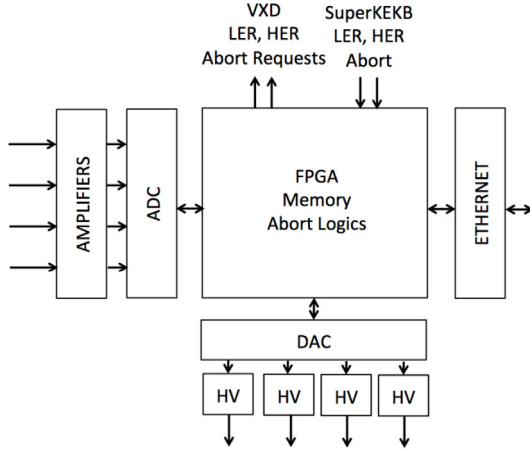 VXD
LER, HER
Abort Requests
SuperKEKB
LER, HER
Abort
AMPLIFIERS
ADC
FPGA
Memory
Abort Logics
ETHERNET
DAC
HV
HV
HV
HV